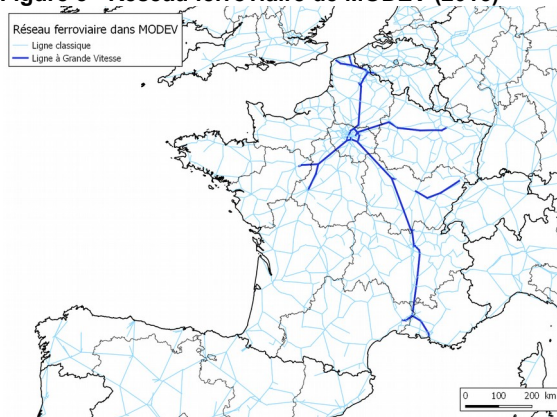 Réseau ferroviaire dans MODEV
Ligne classique
Ligne à Grande Vitesse
0 100 200 km